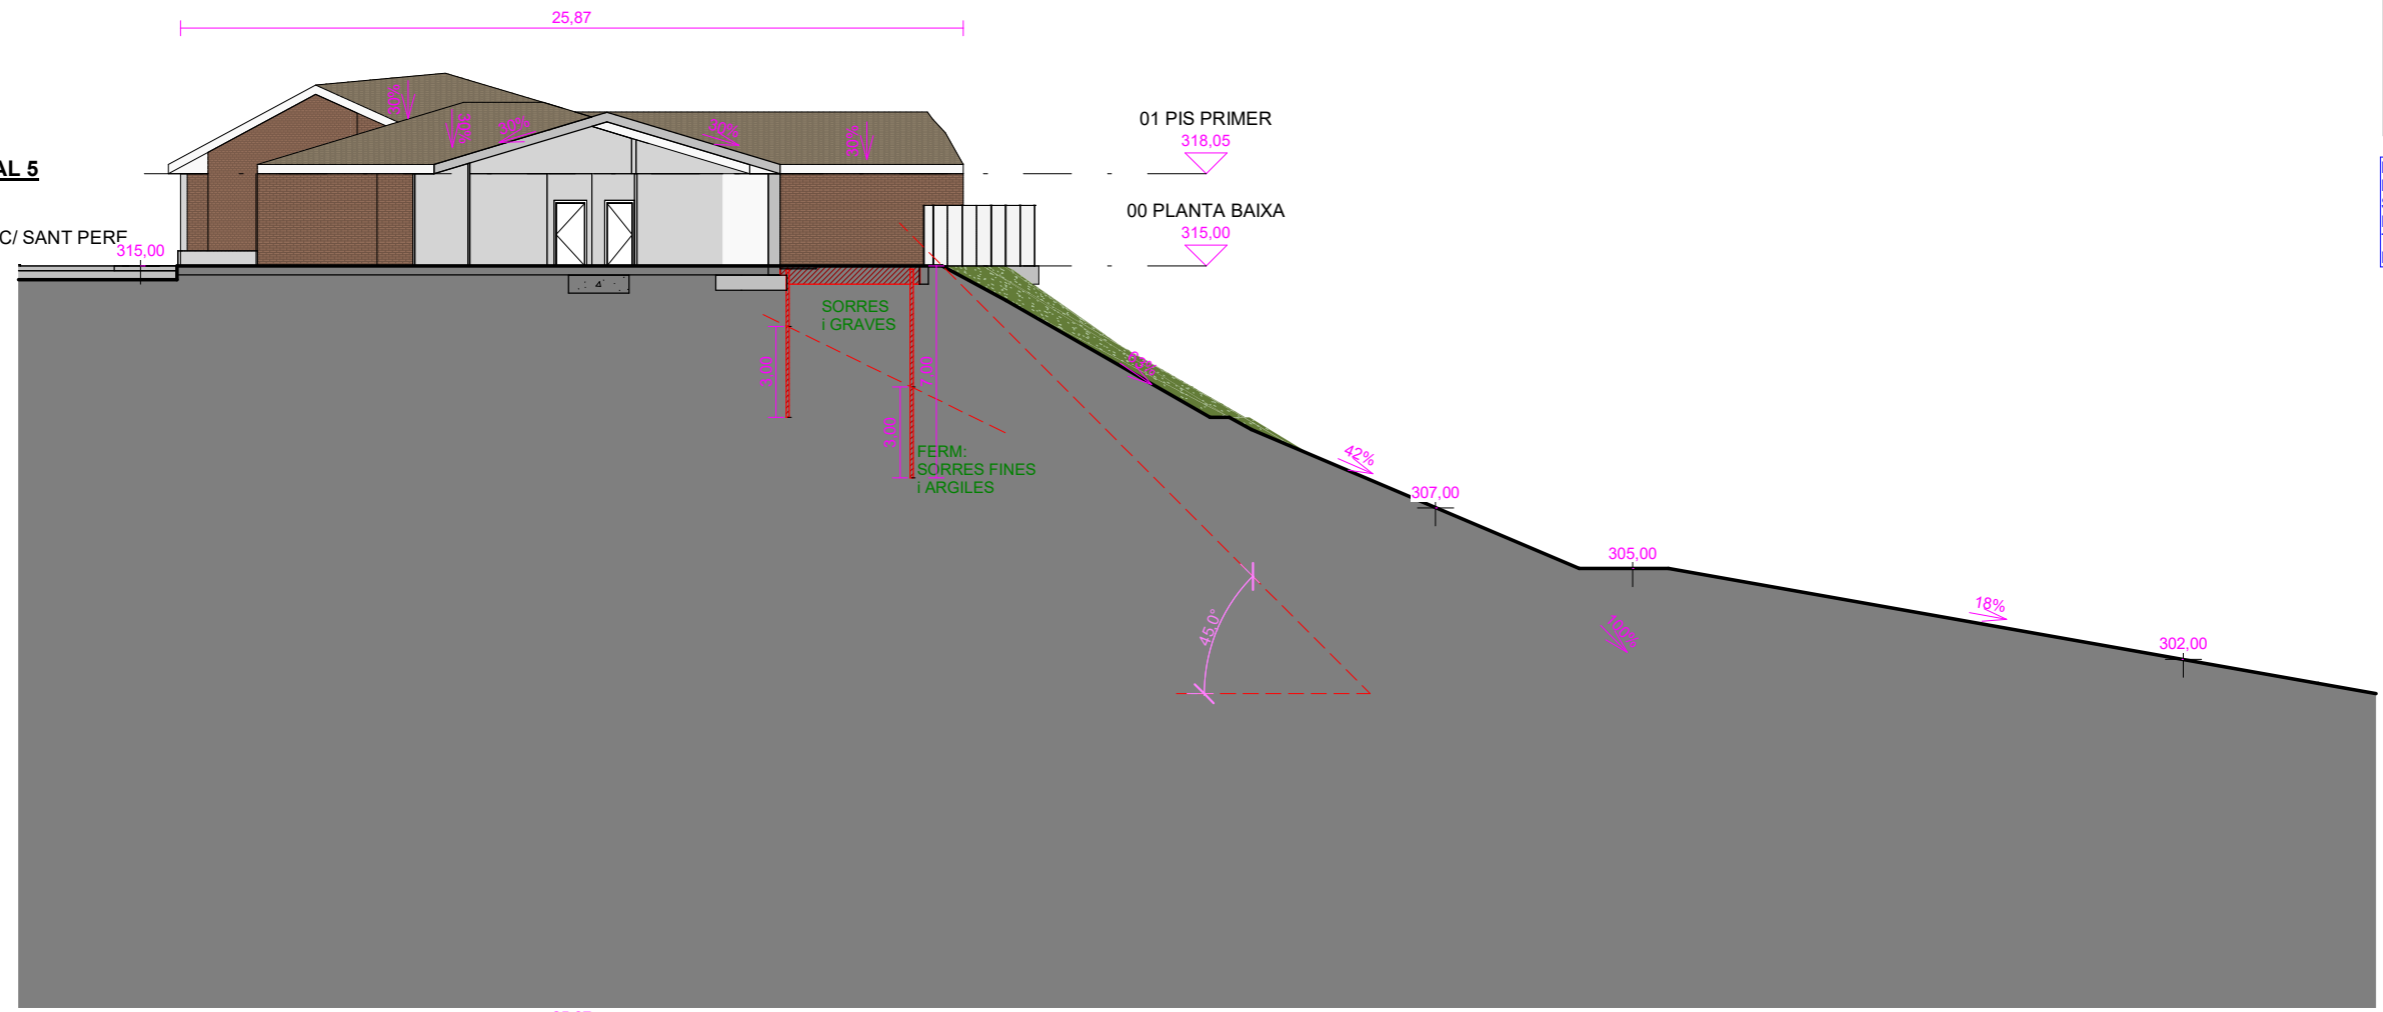 25,87
30%
30%
30%
30%
30%
01 PIS PRIMER
318,05
AL 5
00 PLANTA BAIXA
315,00
C/ SANT PERE
315,00
SORRES
i GRAVES
3,00
7,00
3,00
FERM:
SORRES FINES
i ARGILES
42%
307,00
305,00
45.0°
100%
18%
302,00